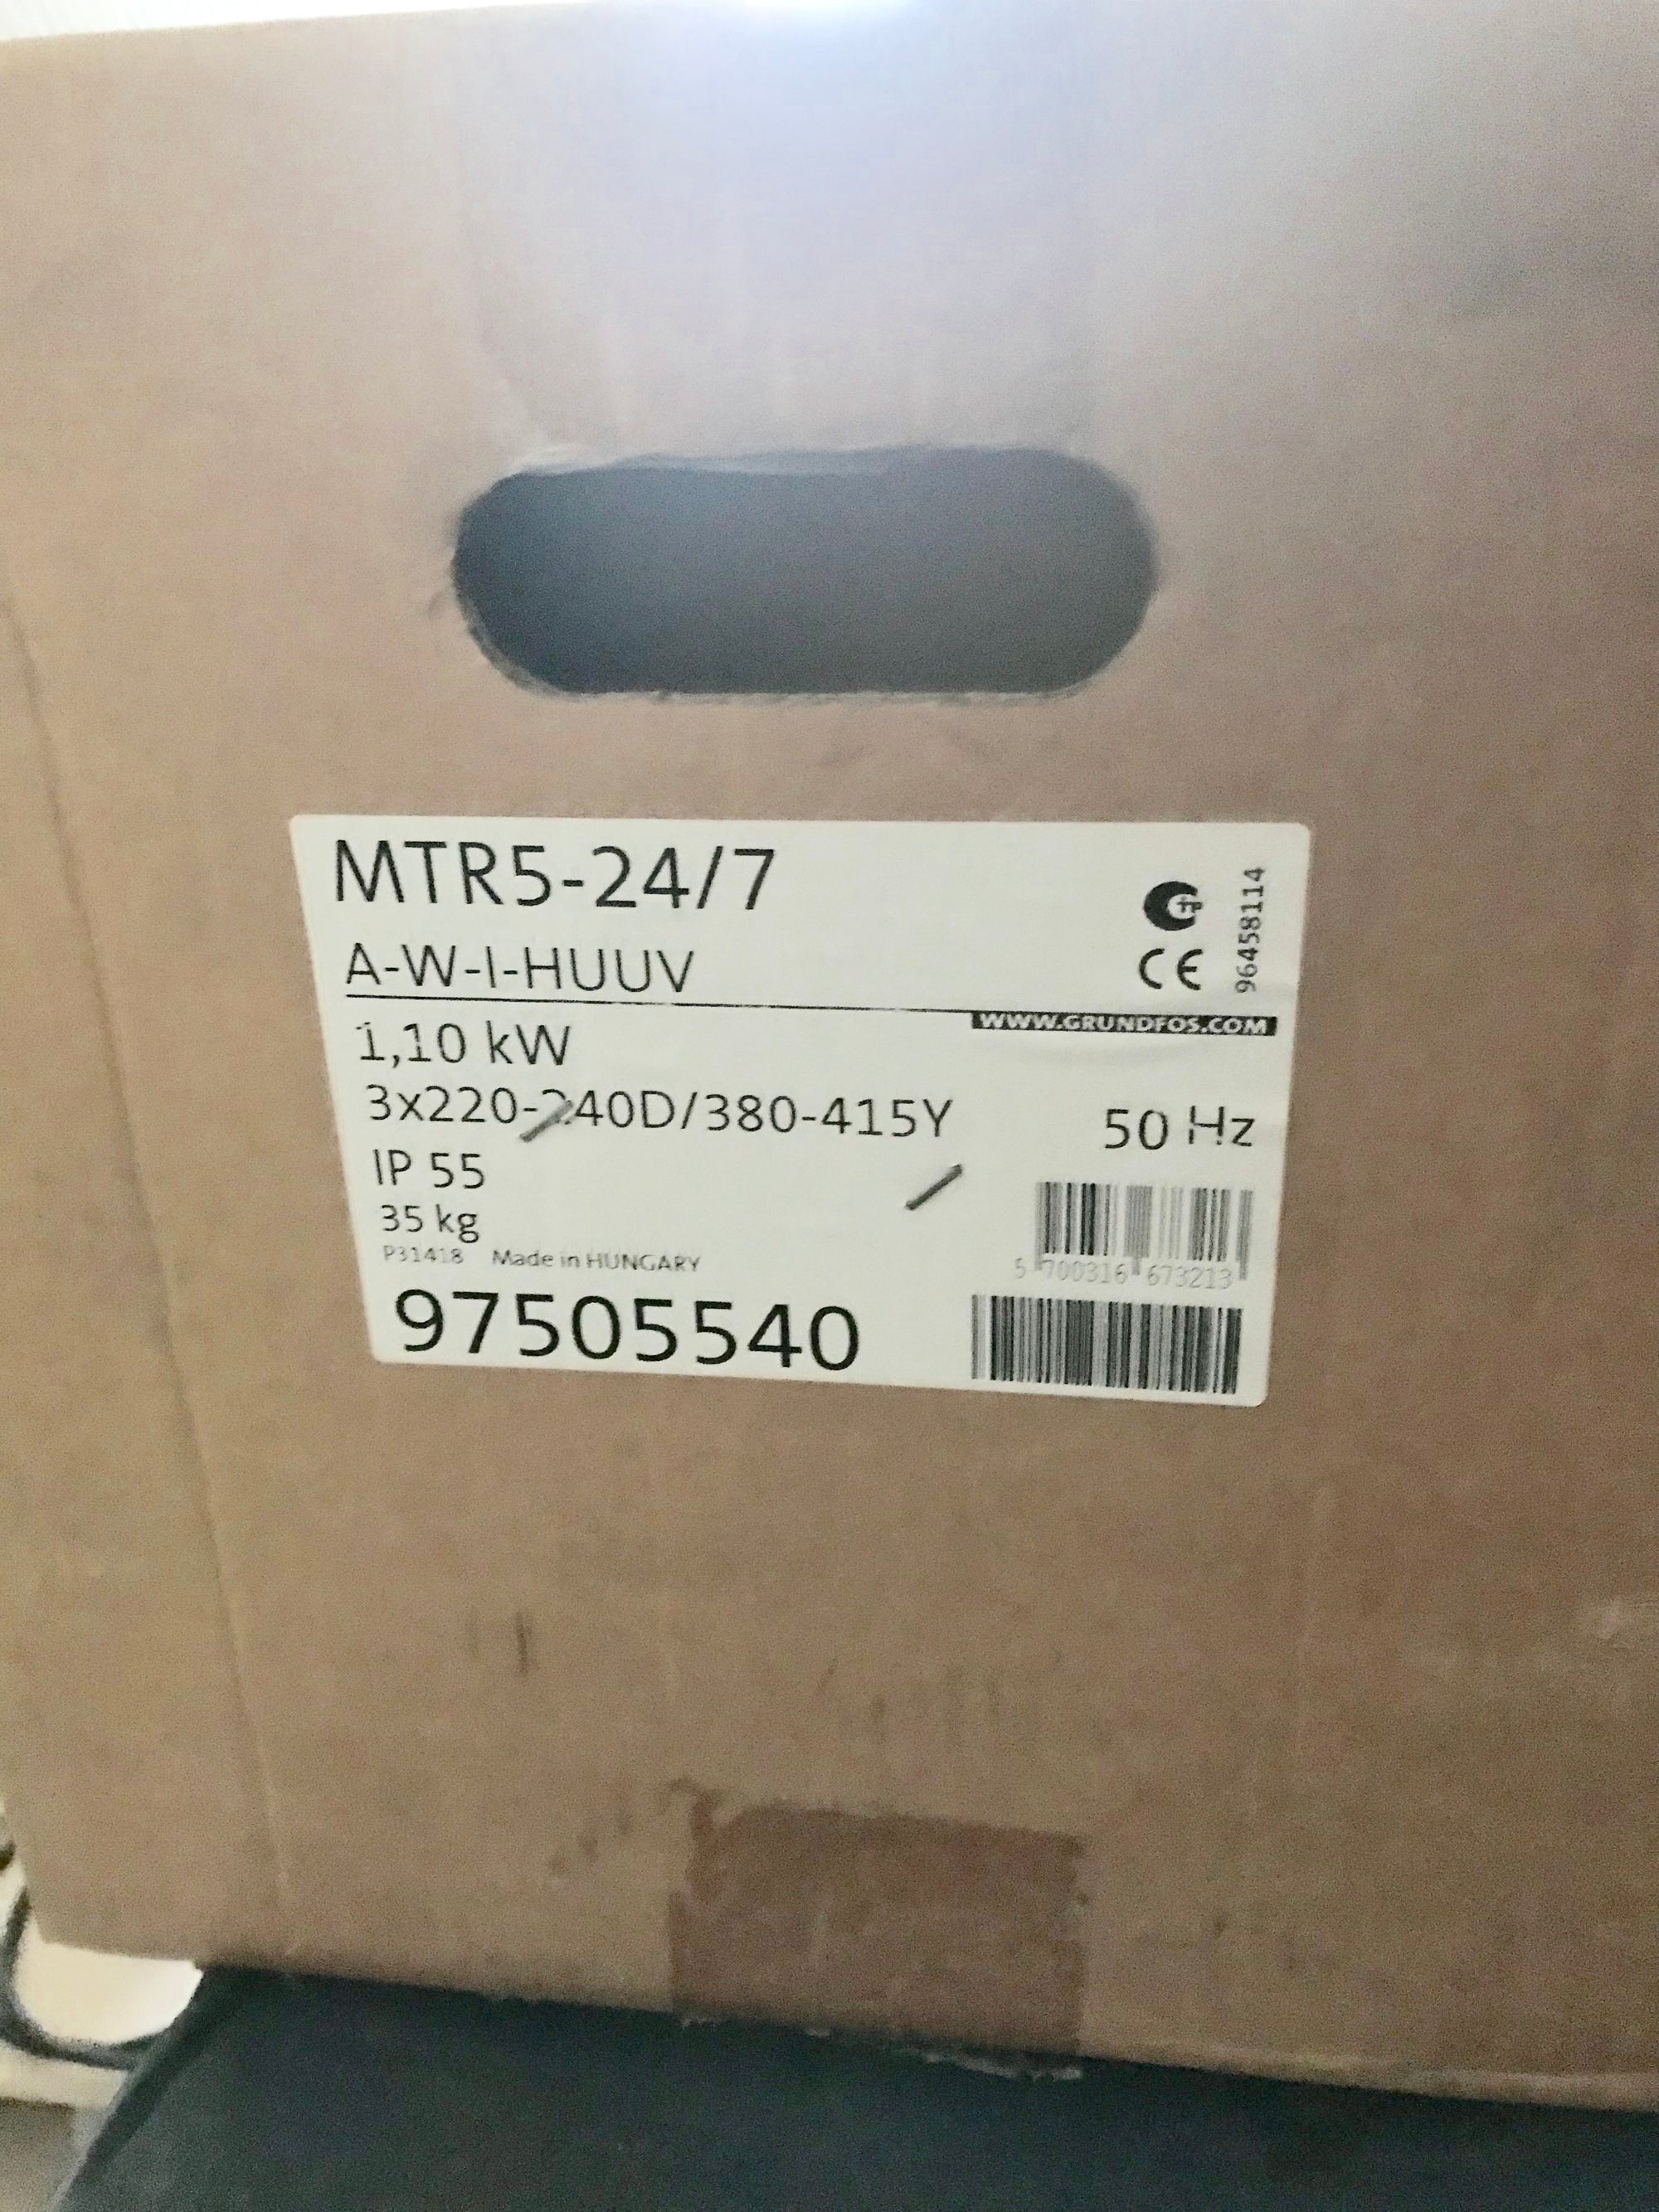 MTR5-24/7
A-W-I-HUUV
CE
96458114
WWW.GRUNDFOS.COM
1,10 kW
3x220-240D/380-415Y
50 Hz
IP 55
35 kg
P31418 Made in HUNGARY
5 700316 673213
97505540